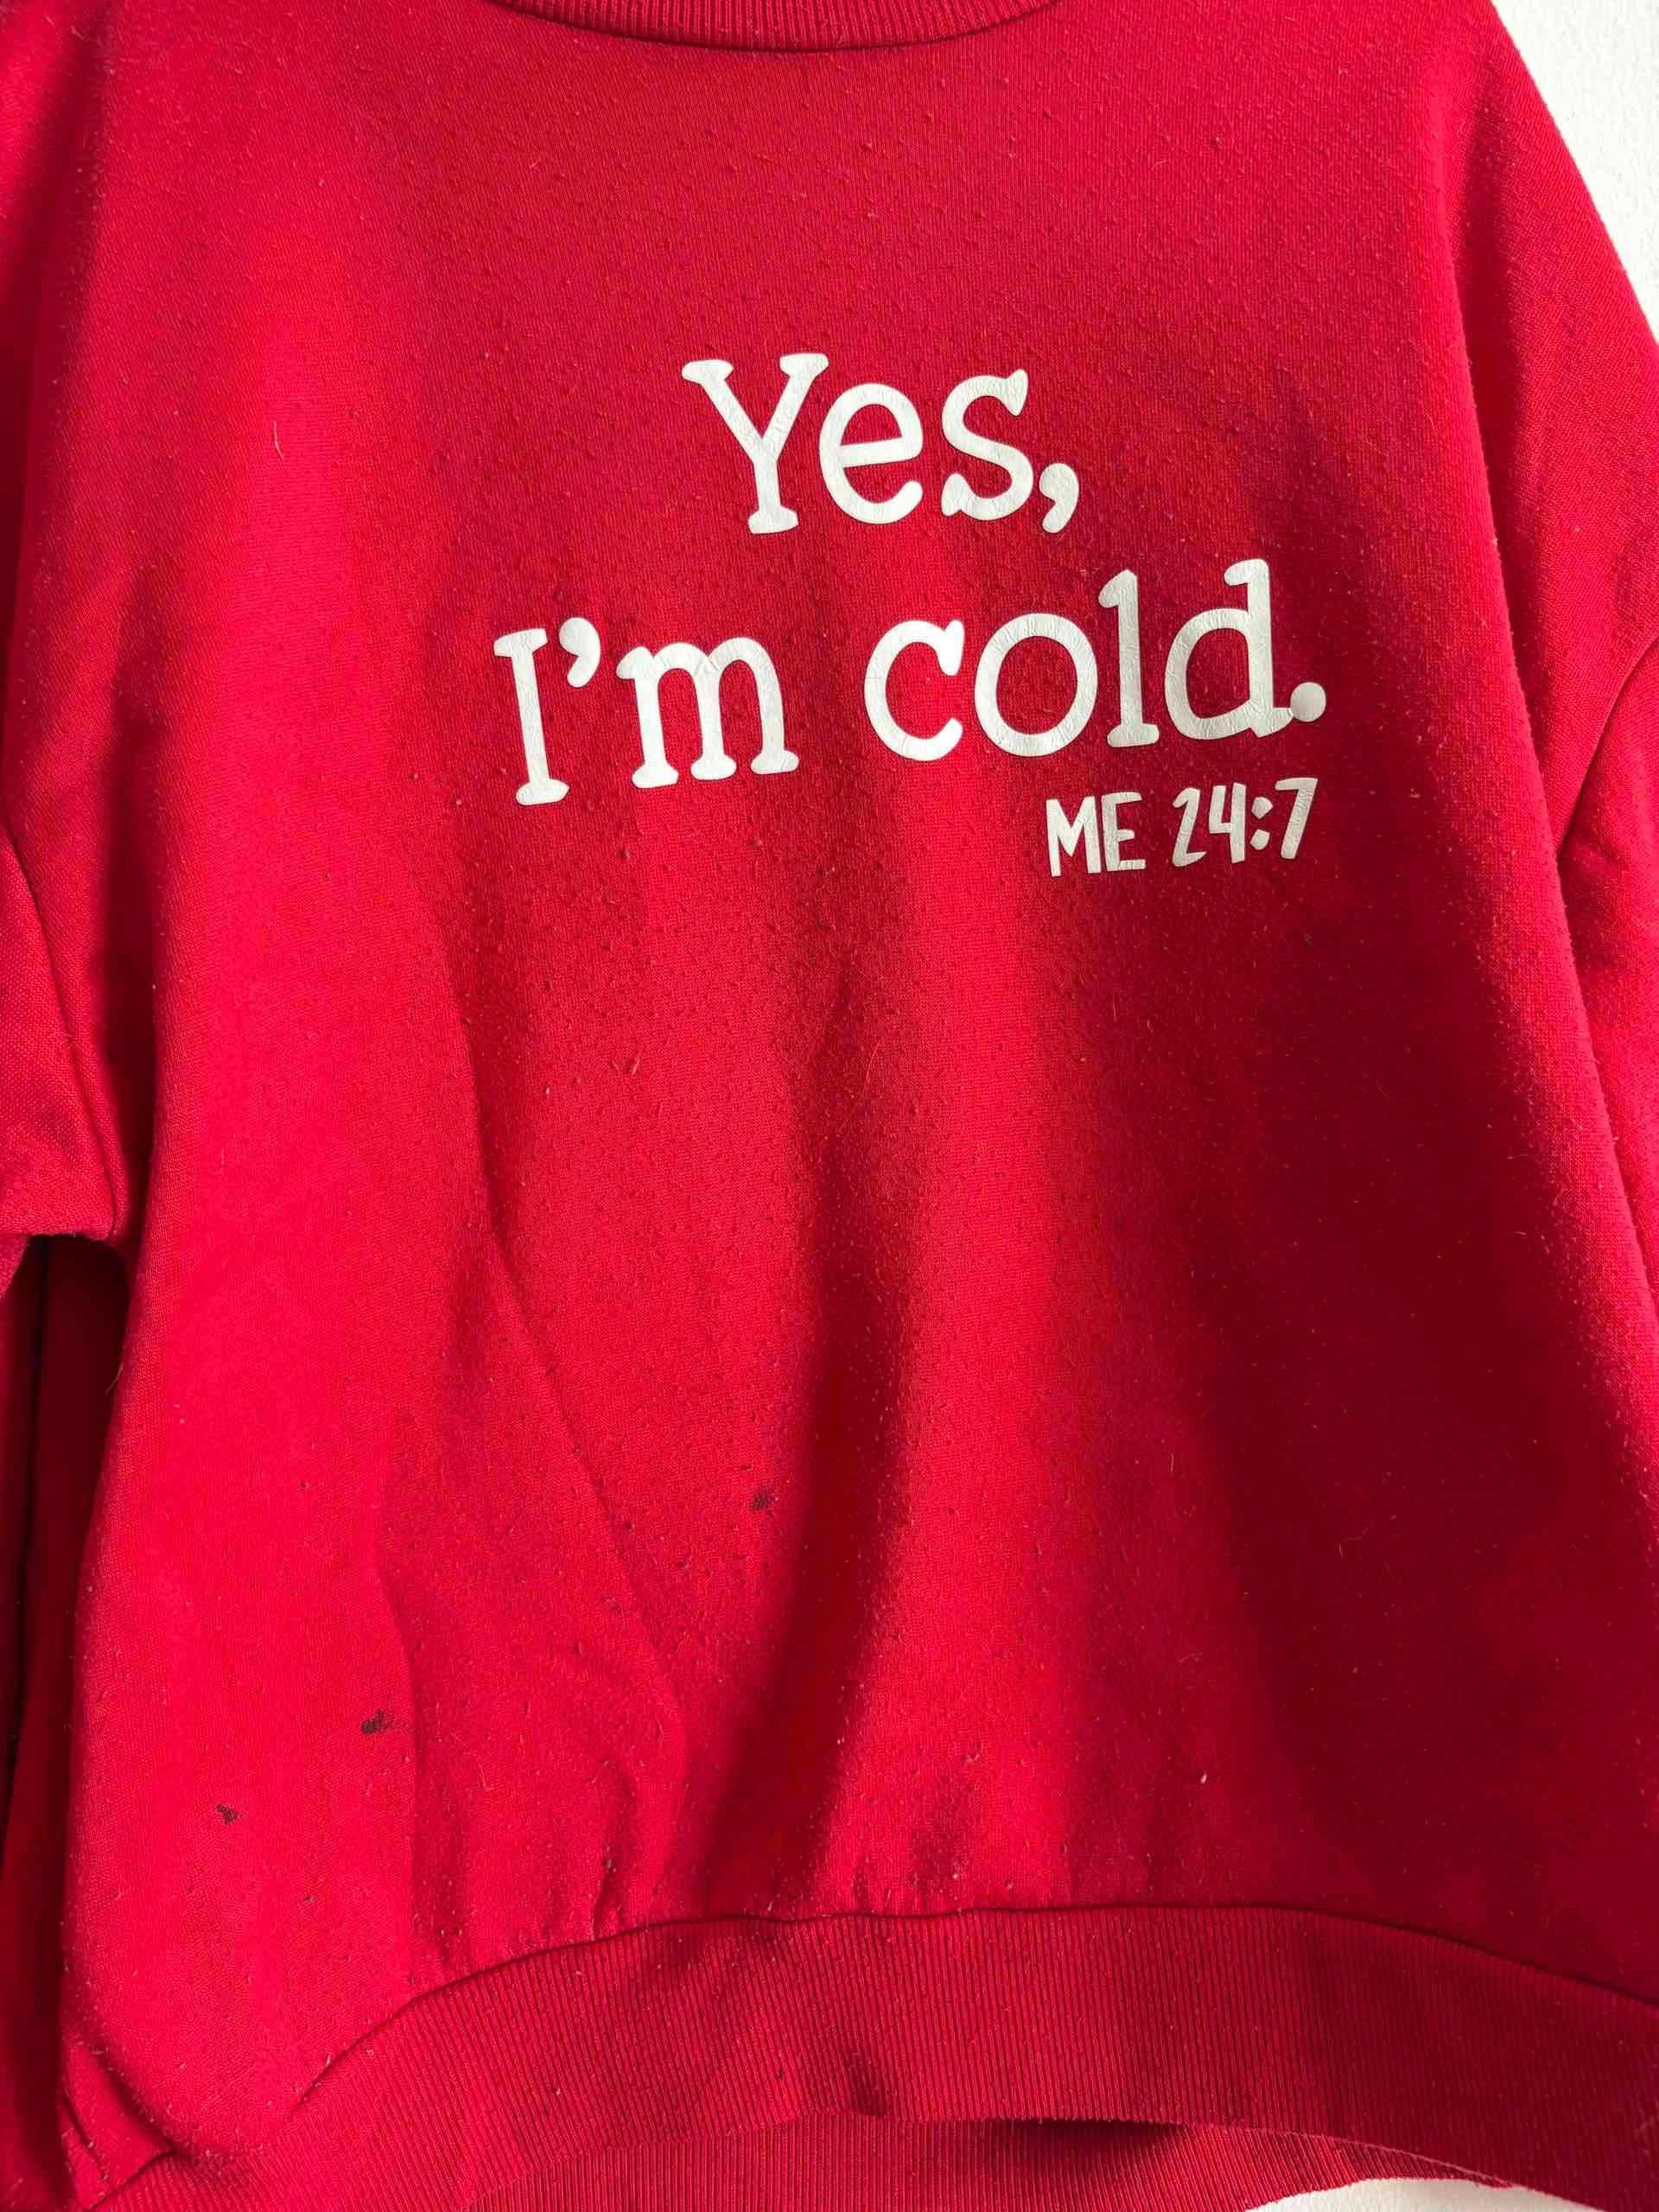 Yes,
I'm cold.
ME 24:7